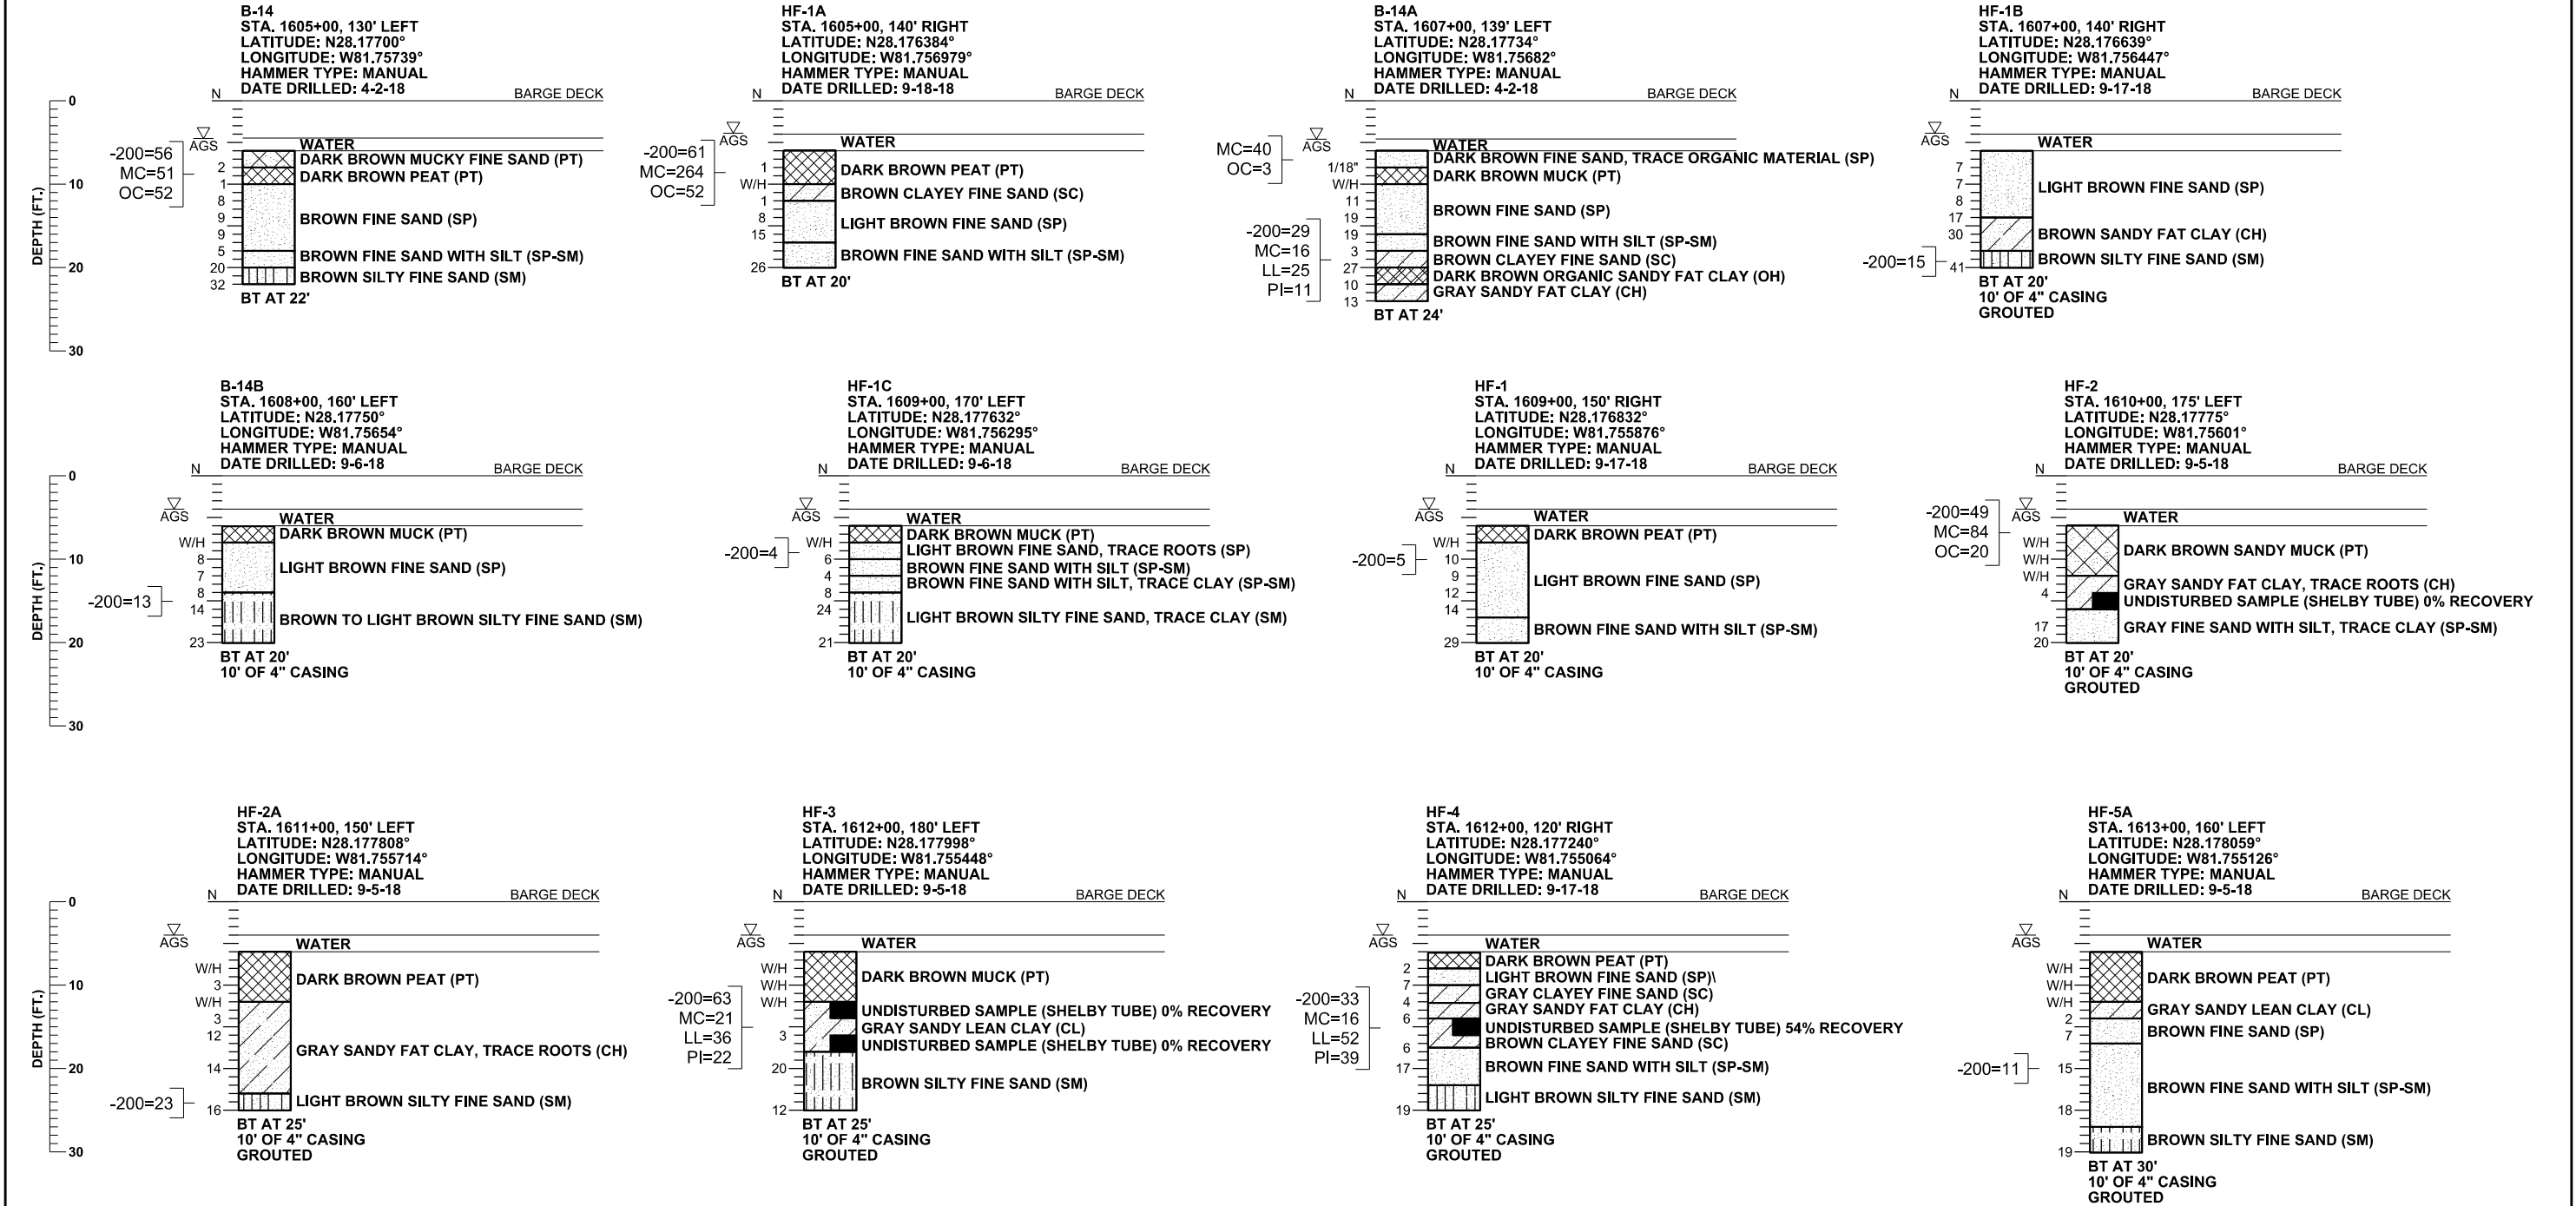 B-14
STA. 1605+00, 130' LEFT
LATITUDE: N28.17700°
LONGITUDE: W81.75739°
HAMMER TYPE: MANUAL
DATE DRILLED: 4-2-18
N
BARGE DECK
0
10
20
30
DEPTH (FT.)
AGS
-200=56
MC=51
OC=52
WATER
DARK BROWN MUCKY FINE SAND (PT)
2
DARK BROWN PEAT (PT)
1
8
9
BROWN FINE SAND (SP)
9
5
BROWN FINE SAND WITH SILT (SP-SM)
20
BROWN SILTY FINE SAND (SM)
32
BT AT 22'
HF-1A
STA. 1605+00, 140' RIGHT
LATITUDE: N28.176384°
LONGITUDE: W81.756979°
HAMMER TYPE: MANUAL
DATE DRILLED: 9-18-18
N
BARGE DECK
AGS
-200=61
MC=264
OC=52
WATER
1
DARK BROWN PEAT (PT)
W/H
BROWN CLAYEY FINE SAND (SC)
1
8
LIGHT BROWN FINE SAND (SP)
15
BROWN FINE SAND WITH SILT (SP-SM)
26
BT AT 20'
B-14A
STA. 1607+00, 139' LEFT
LATITUDE: N28.17734°
LONGITUDE: W81.75682°
HAMMER TYPE: MANUAL
DATE DRILLED: 4-2-18
N
BARGE DECK
AGS
MC=40
OC=3
WATER
DARK BROWN FINE SAND, TRACE ORGANIC MATERIAL (SP)
1/18"
DARK BROWN MUCK (PT)
W/H
11
BROWN FINE SAND (SP)
19
19
BROWN FINE SAND WITH SILT (SP-SM)
3
BROWN CLAYEY FINE SAND (SC)
27
DARK BROWN ORGANIC SANDY FAT CLAY (OH)
10
GRAY SANDY FAT CLAY (CH)
13
-200=29
MC=16
LL=25
PI=11
BT AT 24'
HF-1B
STA. 1607+00, 140' RIGHT
LATITUDE: N28.176639°
LONGITUDE: W81.756447°
HAMMER TYPE: MANUAL
DATE DRILLED: 9-17-18
N
BARGE DECK
AGS
WATER
7
7
LIGHT BROWN FINE SAND (SP)
8
17
30
BROWN SANDY FAT CLAY (CH)
-200=15
BROWN SILTY FINE SAND (SM)
41
BT AT 20'
10' OF 4" CASING
GROUTED
B-14B
STA. 1608+00, 160' LEFT
LATITUDE: N28.17750°
LONGITUDE: W81.75654°
HAMMER TYPE: MANUAL
DATE DRILLED: 9-6-18
N
BARGE DECK
0
10
20
30
DEPTH (FT.)
AGS
WATER
DARK BROWN MUCK (PT)
W/H
8
LIGHT BROWN FINE SAND (SP)
7
8
-200=13
14
BROWN TO LIGHT BROWN SILTY FINE SAND (SM)
23
BT AT 20'
10' OF 4" CASING
HF-1C
STA. 1609+00, 170' LEFT
LATITUDE: N28.177632°
LONGITUDE: W81.756295°
HAMMER TYPE: MANUAL
DATE DRILLED: 9-6-18
N
BARGE DECK
AGS
WATER
DARK BROWN MUCK (PT)
W/H
-200=4
LIGHT BROWN FINE SAND, TRACE ROOTS (SP)
6
BROWN FINE SAND WITH SILT (SP-SM)
4
BROWN FINE SAND WITH SILT, TRACE CLAY (SP-SM)
8
24
LIGHT BROWN SILTY FINE SAND, TRACE CLAY (SM)
21
BT AT 20'
10' OF 4" CASING
HF-1
STA. 1609+00, 150' RIGHT
LATITUDE: N28.176832°
LONGITUDE: W81.755876°
HAMMER TYPE: MANUAL
DATE DRILLED: 9-17-18
N
BARGE DECK
AGS
WATER
DARK BROWN PEAT (PT)
W/H
-200=5
10
9
LIGHT BROWN FINE SAND (SP)
12
14
BROWN FINE SAND WITH SILT (SP-SM)
29
BT AT 20'
10' OF 4" CASING
HF-2
STA. 1610+00, 175' LEFT
LATITUDE: N28.17775°
LONGITUDE: W81.75601°
HAMMER TYPE: MANUAL
DATE DRILLED: 9-5-18
N
BARGE DECK
AGS
-200=49
MC=84
OC=20
WATER
W/H
DARK BROWN SANDY MUCK (PT)
W/H
W/H
GRAY SANDY FAT CLAY, TRACE ROOTS (CH)
4
UNDISTURBED SAMPLE (SHELBY TUBE) 0% RECOVERY
17
GRAY FINE SAND WITH SILT, TRACE CLAY (SP-SM)
20
BT AT 20'
10' OF 4" CASING
GROUTED
HF-2A
STA. 1611+00, 150' LEFT
LATITUDE: N28.177808°
LONGITUDE: W81.755714°
HAMMER TYPE: MANUAL
DATE DRILLED: 9-5-18
N
BARGE DECK
0
10
20
30
DEPTH (FT.)
AGS
WATER
W/H
DARK BROWN PEAT (PT)
3
W/H
3
12
GRAY SANDY FAT CLAY, TRACE ROOTS (CH)
14
-200=23
LIGHT BROWN SILTY FINE SAND (SM)
16
BT AT 25'
10' OF 4" CASING
GROUTED
HF-3
STA. 1612+00, 180' LEFT
LATITUDE: N28.177998°
LONGITUDE: W81.755448°
HAMMER TYPE: MANUAL
DATE DRILLED: 9-5-18
N
BARGE DECK
AGS
WATER
W/H
DARK BROWN MUCK (PT)
W/H
W/H
UNDISTURBED SAMPLE (SHELBY TUBE) 0% RECOVERY
GRAY SANDY LEAN CLAY (CL)
3
UNDISTURBED SAMPLE (SHELBY TUBE) 0% RECOVERY
-200=63
MC=21
LL=36
PI=22
20
BROWN SILTY FINE SAND (SM)
12
BT AT 25'
10' OF 4" CASING
GROUTED
HF-4
STA. 1612+00, 120' RIGHT
LATITUDE: N28.177240°
LONGITUDE: W81.755064°
HAMMER TYPE: MANUAL
DATE DRILLED: 9-17-18
N
BARGE DECK
AGS
WATER
DARK BROWN PEAT (PT)
2
LIGHT BROWN FINE SAND (SP)\
7
GRAY CLAYEY FINE SAND (SC)
4
GRAY SANDY FAT CLAY (CH)
6
UNDISTURBED SAMPLE (SHELBY TUBE) 54% RECOVERY
BROWN CLAYEY FINE SAND (SC)
6
-200=33
MC=16
LL=52
PI=39
17
BROWN FINE SAND WITH SILT (SP-SM)
LIGHT BROWN SILTY FINE SAND (SM)
19
BT AT 25'
10' OF 4" CASING
GROUTED
HF-5A
STA. 1613+00, 160' LEFT
LATITUDE: N28.178059°
LONGITUDE: W81.755126°
HAMMER TYPE: MANUAL
DATE DRILLED: 9-5-18
N
BARGE DECK
AGS
WATER
W/H
DARK BROWN PEAT (PT)
W/H
W/H
GRAY SANDY LEAN CLAY (CL)
2
BROWN FINE SAND (SP)
7
-200=11
15
BROWN FINE SAND WITH SILT (SP-SM)
18
BROWN SILTY FINE SAND (SM)
19
BT AT 30'
10' OF 4" CASING
GROUTED